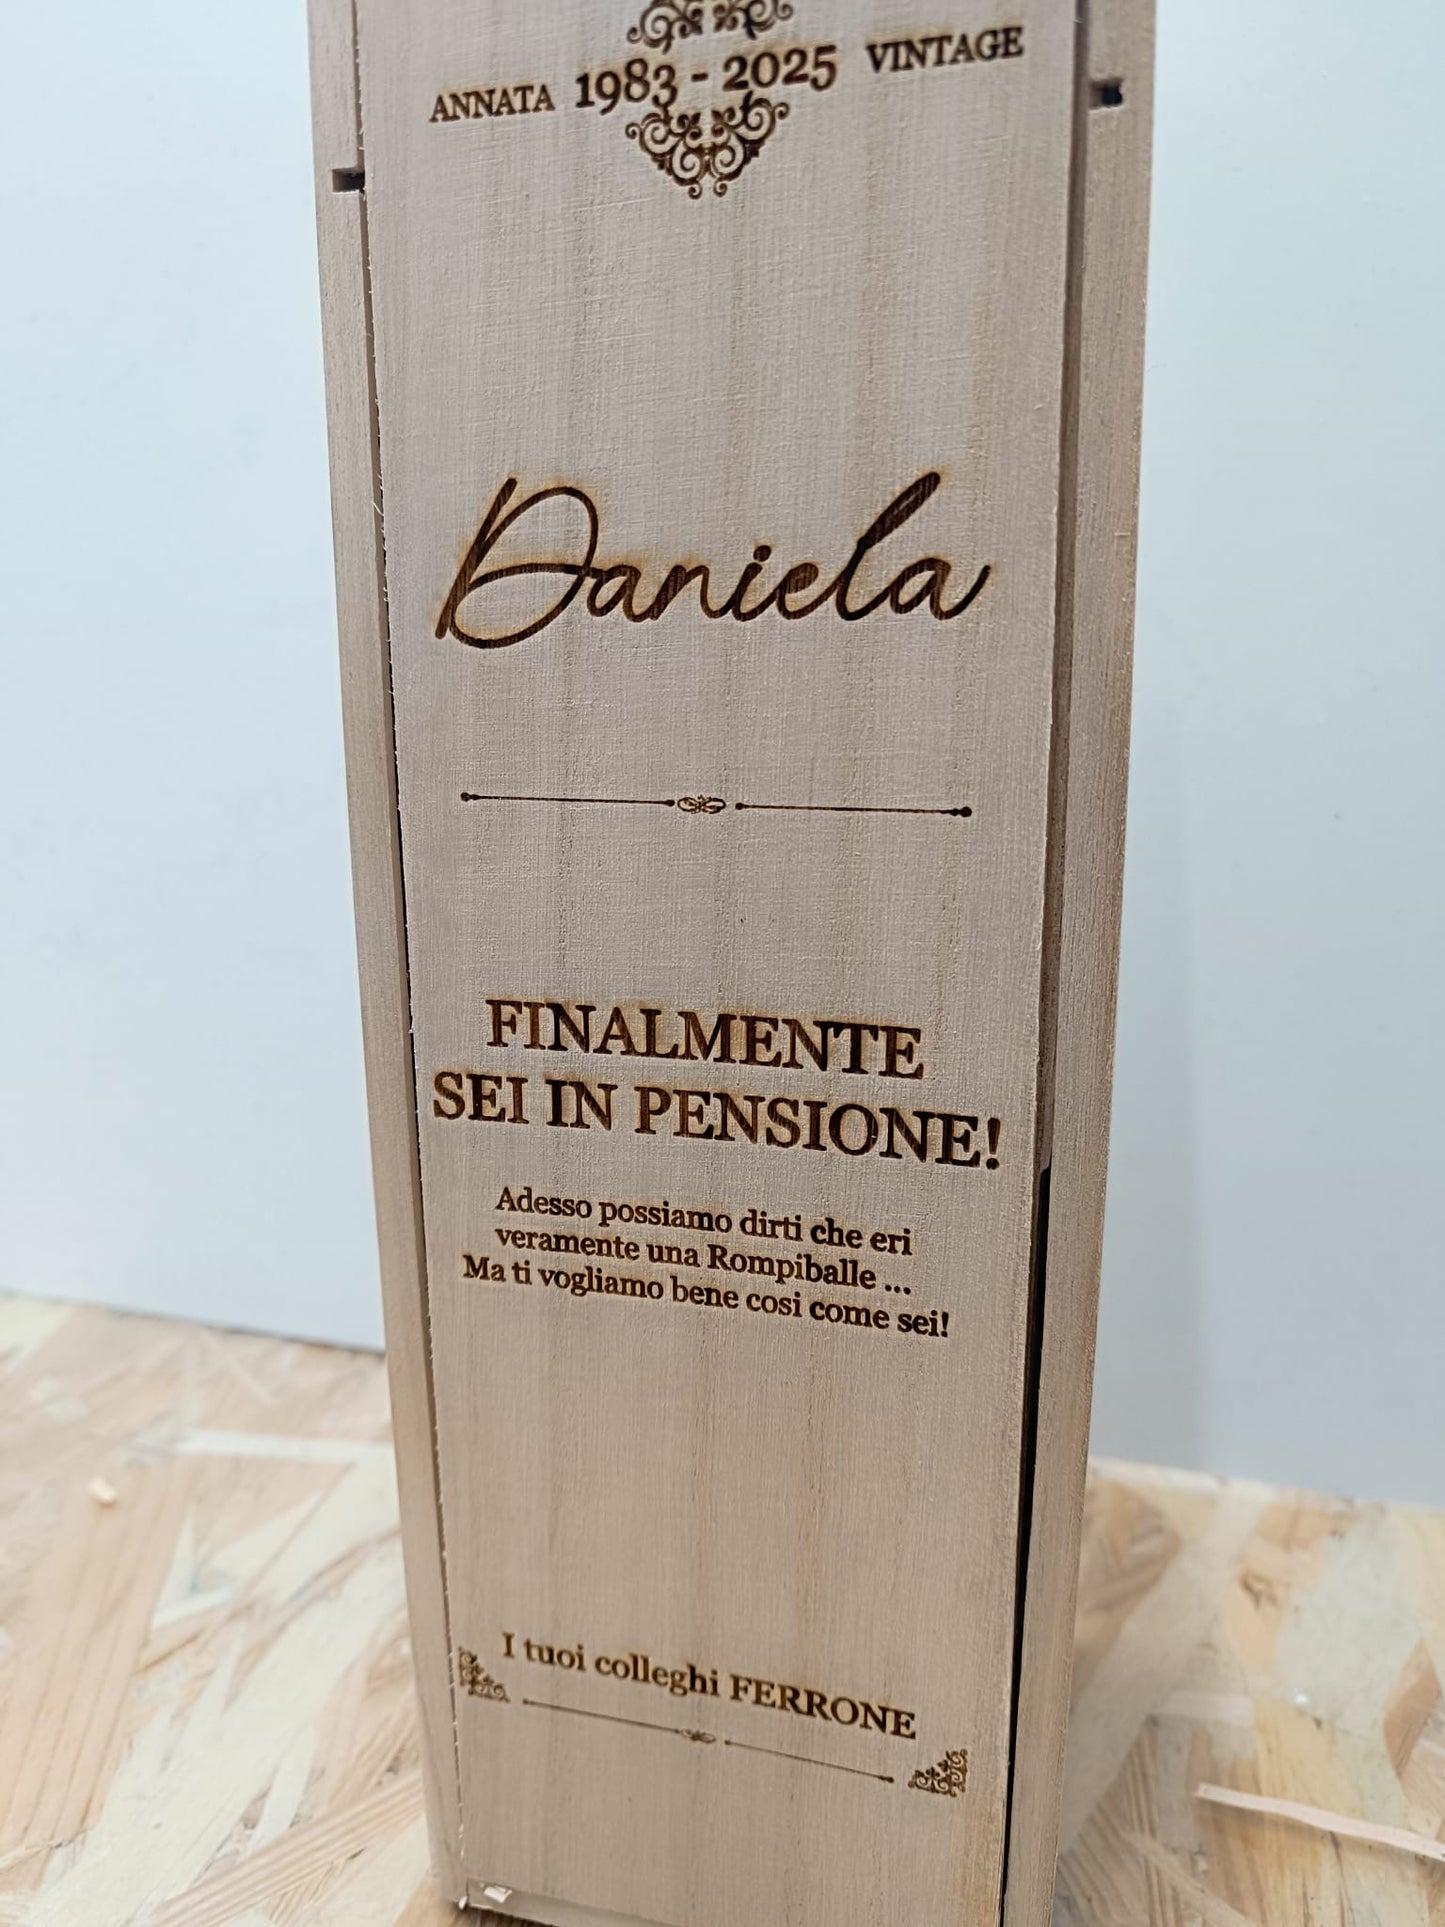 ANNATA 1983 - 2025 VINTAGE
Daniela
FINALMENTE
SEI IN PENSIONE!
Adesso possiamo dirti che eri
veramente una Rompiballe ...
Ma ti vogliamo bene cosi come sei!
I tuoi colleghi FERRONE